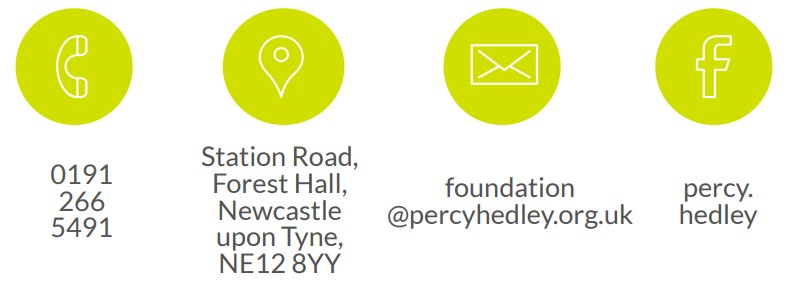 0191
266
5491
Station Road,
Forest Hall,
Newcastle
upon Tyne,
NE12 8YY
foundation
@percyhedley.org.uk
percy.
hedley